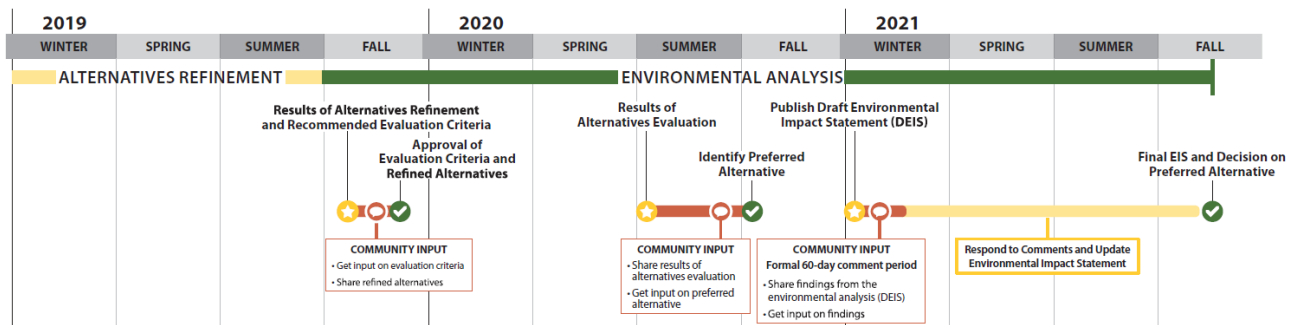 2019
2020
2021
WINTER SPRING SUMMER FALL WINTER SPRING SUMMER FALL WINTER SPRING SUMMER FALL
ALTERNATIVES REFINEMENT
ENVIRONMENTAL ANALYSIS
Results of Alternatives Refinement
and Recommended Evaluation Criteria
Approval of
Evaluation Criteria and
Refined Alternatives
COMMUNITY INPUT
• Get input on evaluation criteria
• Share refined alternatives
Results of
Alternatives Evaluation
Identify Preferred
Alternative
COMMUNITY INPUT
• Share results of
alternatives evaluation
• Get input on preferred
alternative
Publish Draft Environmental
Impact Statement (DEIS)
COMMUNITY INPUT
Formal 60-day comment period
• Share findings from the
environmental analysis (DEIS)
• Get input on findings
Respond to Comments and Update
Environmental Impact Statement
Final EIS and Decision on
Preferred Alternative